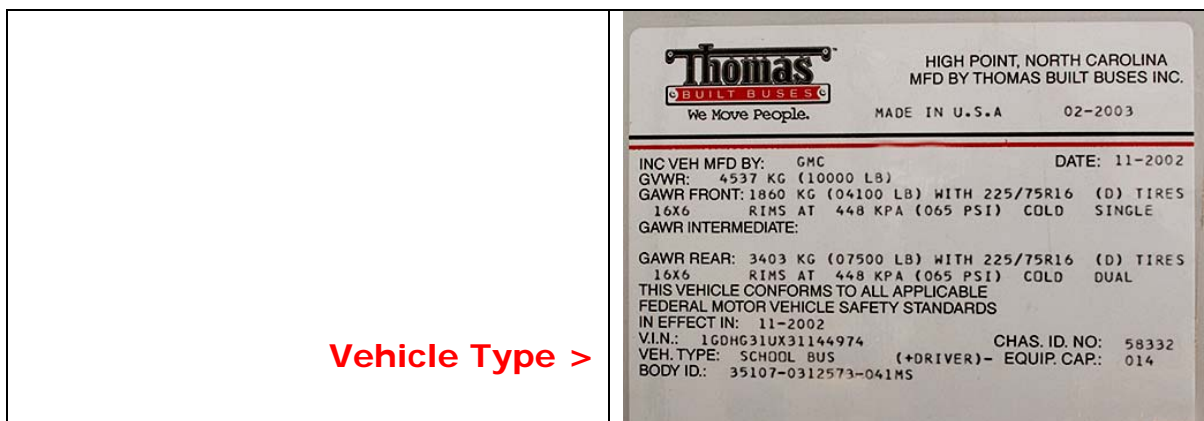 Vehicle Type >
Thomas
BUILT BUSES
We Move People.
HIGH POINT, NORTH CAROLINA
MFD BY THOMAS BUILT BUSES INC.
MADE IN U.S.A 02-2003
INC VEH MFD BY: GMC DATE: 11-2002
GVWR: 4537 KG (10000 LB)
GAWR FRONT: 1860 KG (04100 LB) WITH 225/75R16 (D) TIRES
16X6 RIMS AT 448 KPA (065 PSI) COLD SINGLE
GAWR INTERMEDIATE:
GAWR REAR: 3403 KG (07500 LB) WITH 225/75R16 (D) TIRES
16X6 RIMS AT 448 KPA (065 PSI) COLD DUAL
THIS VEHICLE CONFORMS TO ALL APPLICABLE
FEDERAL MOTOR VEHICLE SAFETY STANDARDS
IN EFFECT IN: 11-2002
V.I.N.: 1GDHG31UX31144974 CHAS. ID. NO: 58332
VEH. TYPE: SCHOOL BUS (+DRIVER)- EQUIP. CAP.: 014
BODY ID.: 35107-0312573-041MS